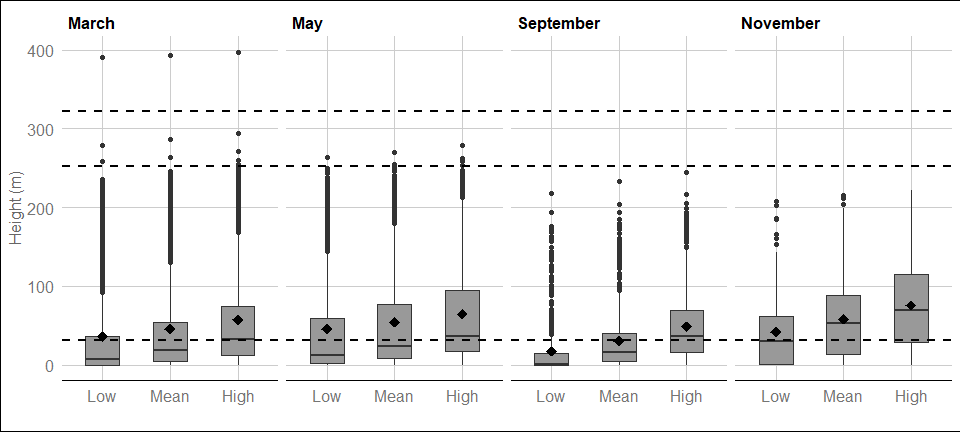 March May September November
400
300
200
100
0
Height (m)
Low Mean High Low Mean High Low Mean High Low Mean High